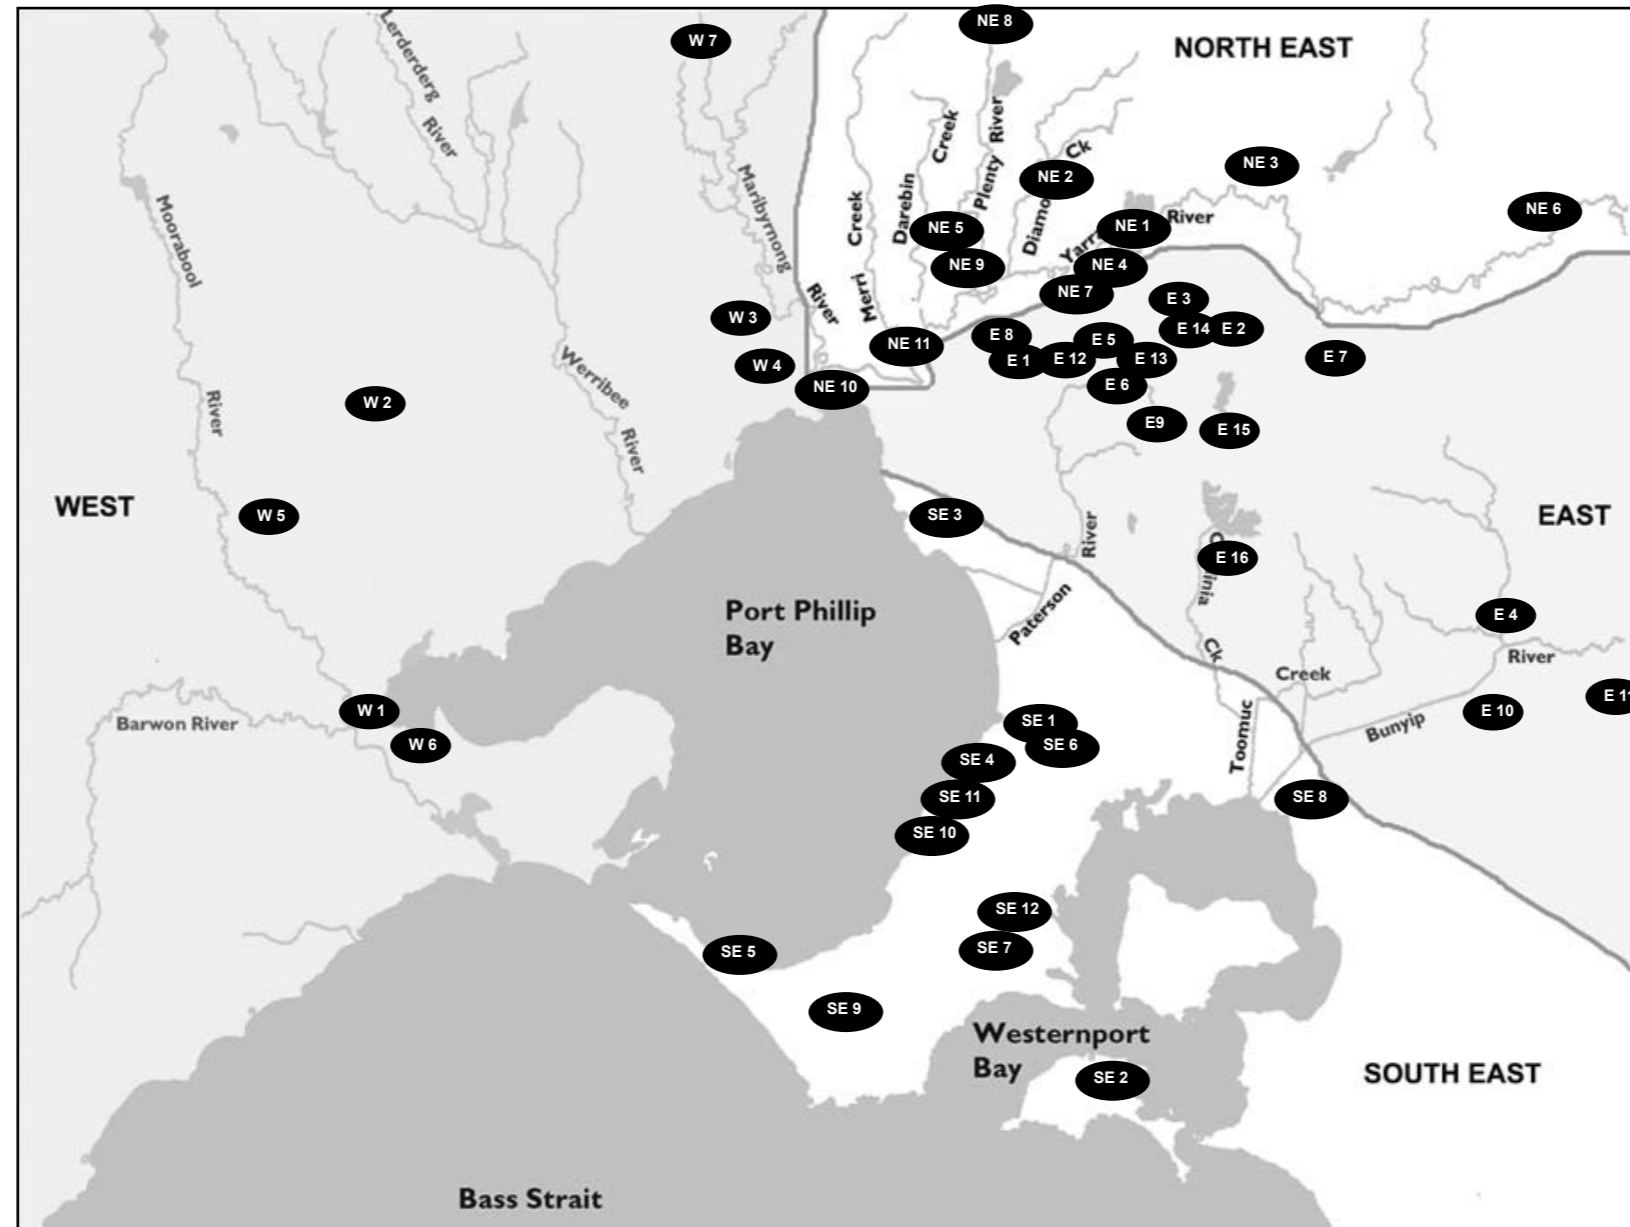 NE 8
W 7
NORTH EAST
Lerderderg
River
Creek
River
Ck
NE 3
NE 2
Plenty
Maribyrnong
Darebin
Creek
Moorabool
NE 6
NE 5
Diamo
Yarra
NE 1
River
NE 9
NE 4
NE 7
Merri
River
W 3
E 3
E 14
E 2
E 8
NE 11
E 5
E 7
E 1
E 12
E 13
W 4
Werribee
NE 10
E 6
W 2
River
E9
E 15
River
WEST
W 5
SE 3
EAST
River
E 16
inia
Port Phillip
Bay
Paterson
E 4
Ck
River
Creek
E 11
W 1
Barwon River
E 10
Bunyip
SE 1
Toomuc
W 6
SE 6
SE 4
SE 11
SE 8
SE 10
SE 12
SE 7
SE 5
SE 9
Westernport
Bay
SE 2
SOUTH EAST
Bass Strait